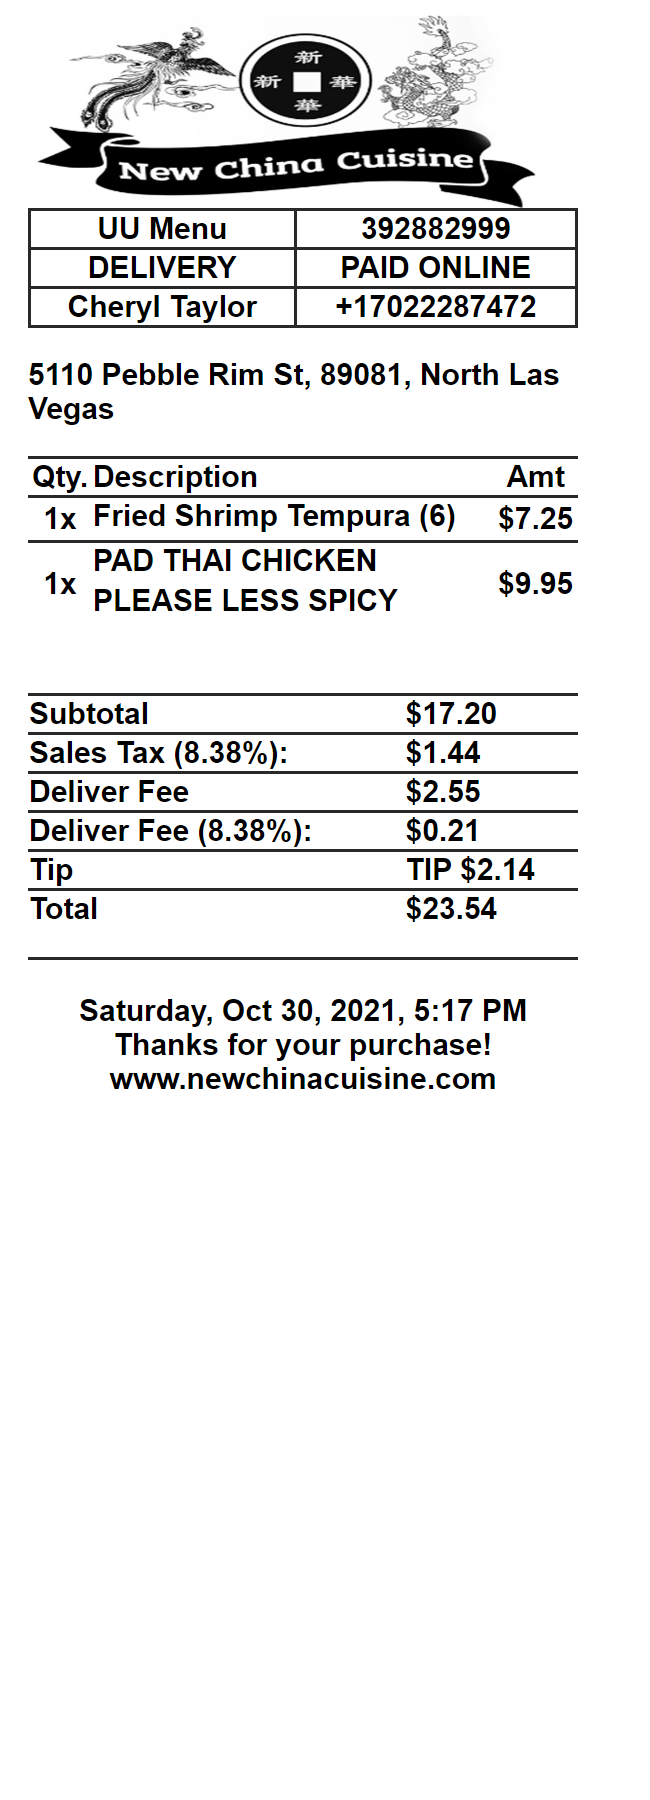 新
新 華
華
New China Cuisine
UU Menu 392882999
DELIVERY PAID ONLINE
Cheryl Taylor +17022287472
5110 Pebble Rim St, 89081, North Las
Vegas
Qty. Description Amt
1x Fried Shrimp Tempura (6) $7.25
1x PAD THAI CHICKEN $9.95
PLEASE LESS SPICY
Subtotal $17.20
Sales Tax (8.38%): $1.44
Deliver Fee $2.55
Deliver Fee (8.38%): $0.21
Tip TIP $2.14
Total $23.54
Saturday, Oct 30, 2021, 5:17 PM
Thanks for your purchase!
www.newchinacuisine.com